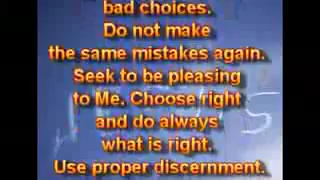 bad choices.
Do not make
the same mistakes again.
Seek to be pleasing
to Me. Choose right
and do always
what is right.
Use proper discernment.